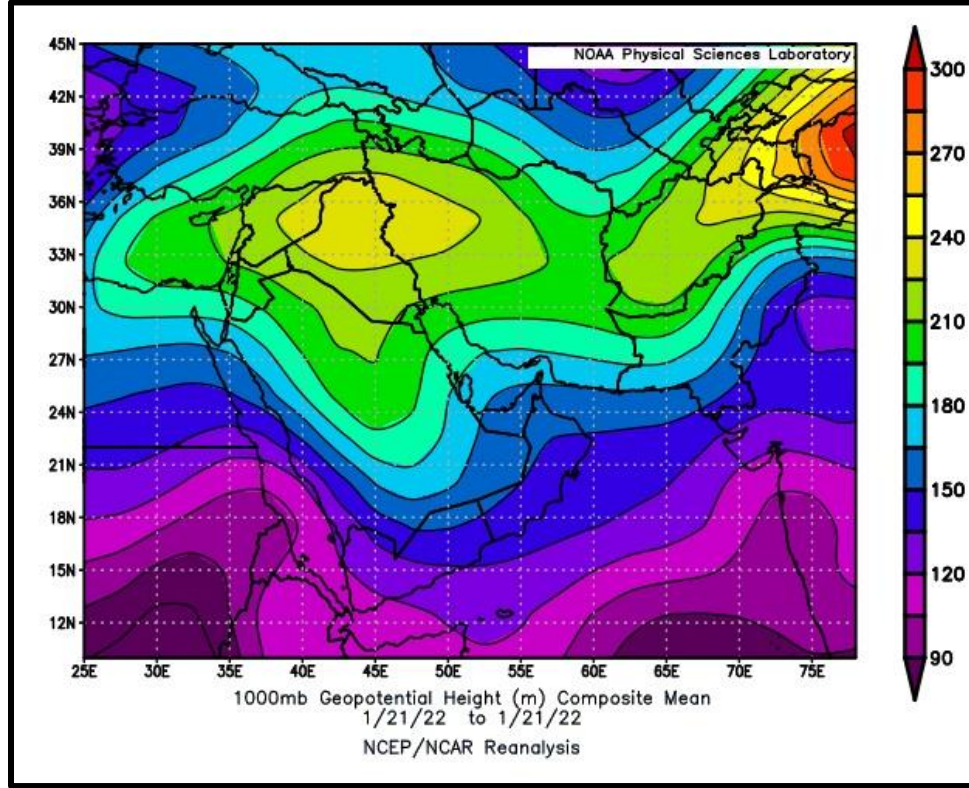 NOAA Physical Sciences Laboratory
45N
42N
39N
36N
33N
30N
27N
24N
21N
18N
15N
12N
25E 30E 35E 40E 45E 50E 55E 60E 65E 70E 75E
300
270
240
210
180
150
120
90
1000mb Geopotential Height (m) Composite Mean
1/21/22 to 1/21/22
NCEP/NCAR Reanalysis